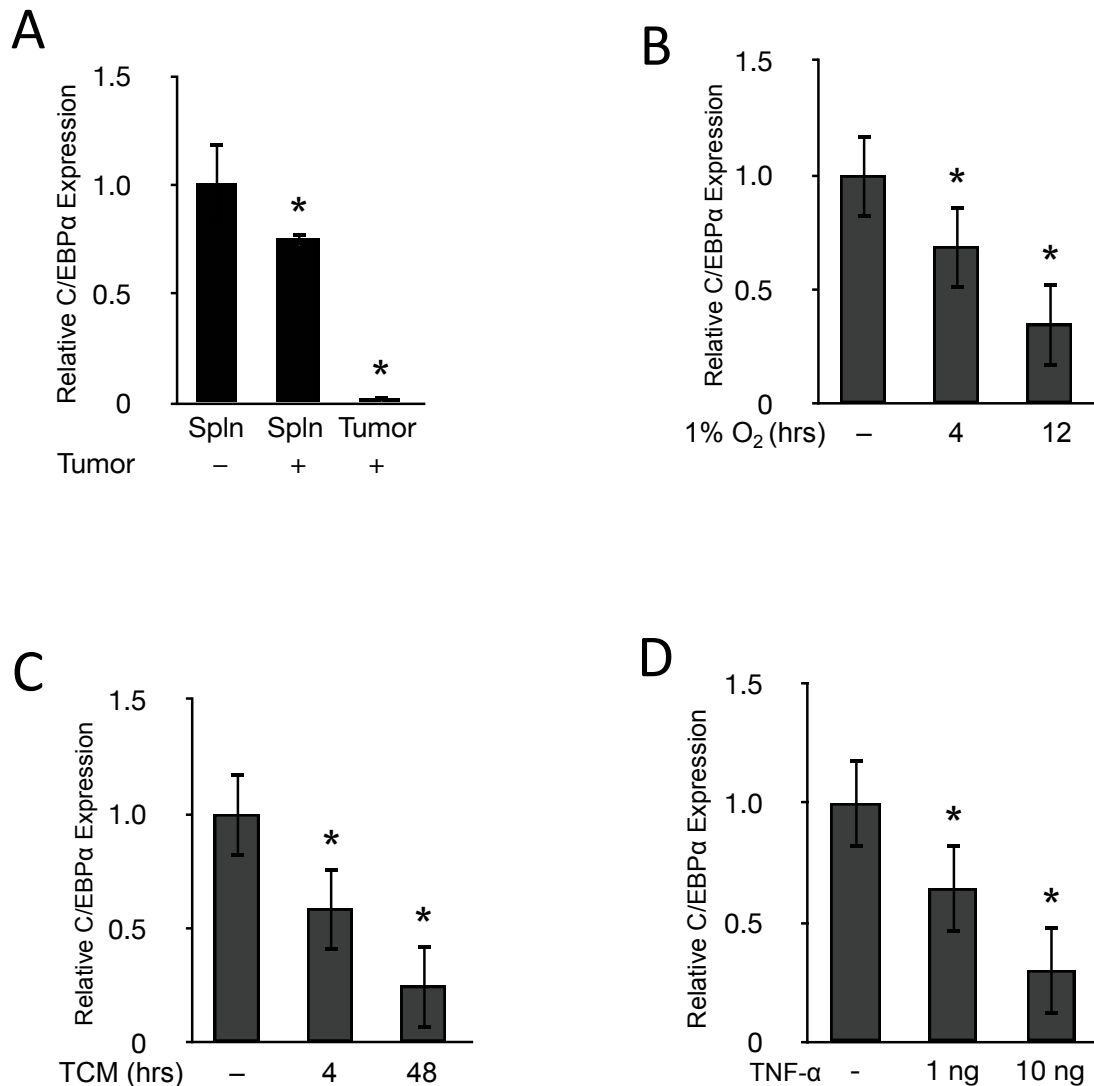 A
Relative C/EBPα Expression
1.5
1.0
0.5
0
Spln Spln Tumor
Tumor – + +
B
Relative C/EBPα Expression
1.5
1.0
0.5
0
* *
1% O₂ (hrs) – 4 12
C
Relative C/EBPα Expression
1.5
1.0
0.5
0
* *
TCM (hrs) – 4 48
D
Relative C/EBPα Expression
1.5
1.0
0.5
0
* *
TNF-α - 1 ng 10 ng